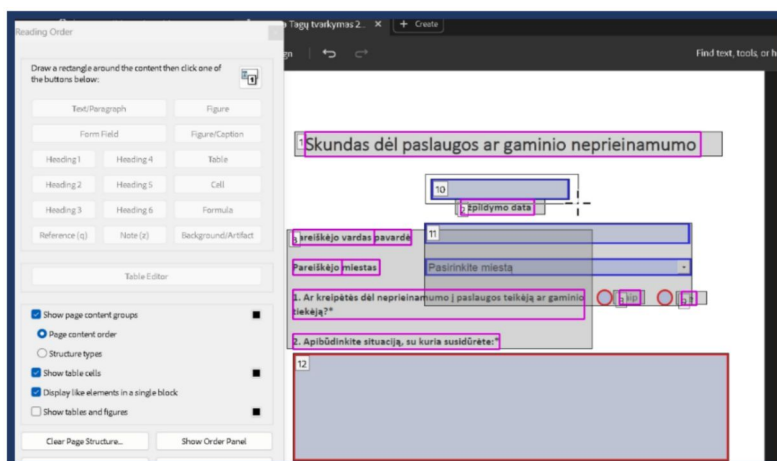 Tagų tvarkymas 2.. × + Create
Reading Order
Find text, tools, or h
Draw a rectangle around the content then click one of
the buttons below:
Text/Paragraph Figure
Form Field Figure/Caption
Heading 1 Heading 4 Table
Heading 2 Heading 5 Cell
Heading 3 Heading 6 Formula
Reference (q) Note (z) Background/Artifact
Table Editor
Show page content groups
Page content order
Structure types
Show table cells
Display like elements in a single block
Show tables and figures
Clear Page Structure... Show Order Panel
1 Skundas dėl paslaugos ar gaminio neprieinamumo
10
pildymo data
11
areiškėjo vardas pavardė
Pareiškėjo miestas Pasirinkite miestą
1. Ar kreipėtės dėl neprieinamumo į paslaugos teikėją ar gaminio
tiekėją?*
2. Apibūdinkite situaciją, su kuria susidūrėte:*
12